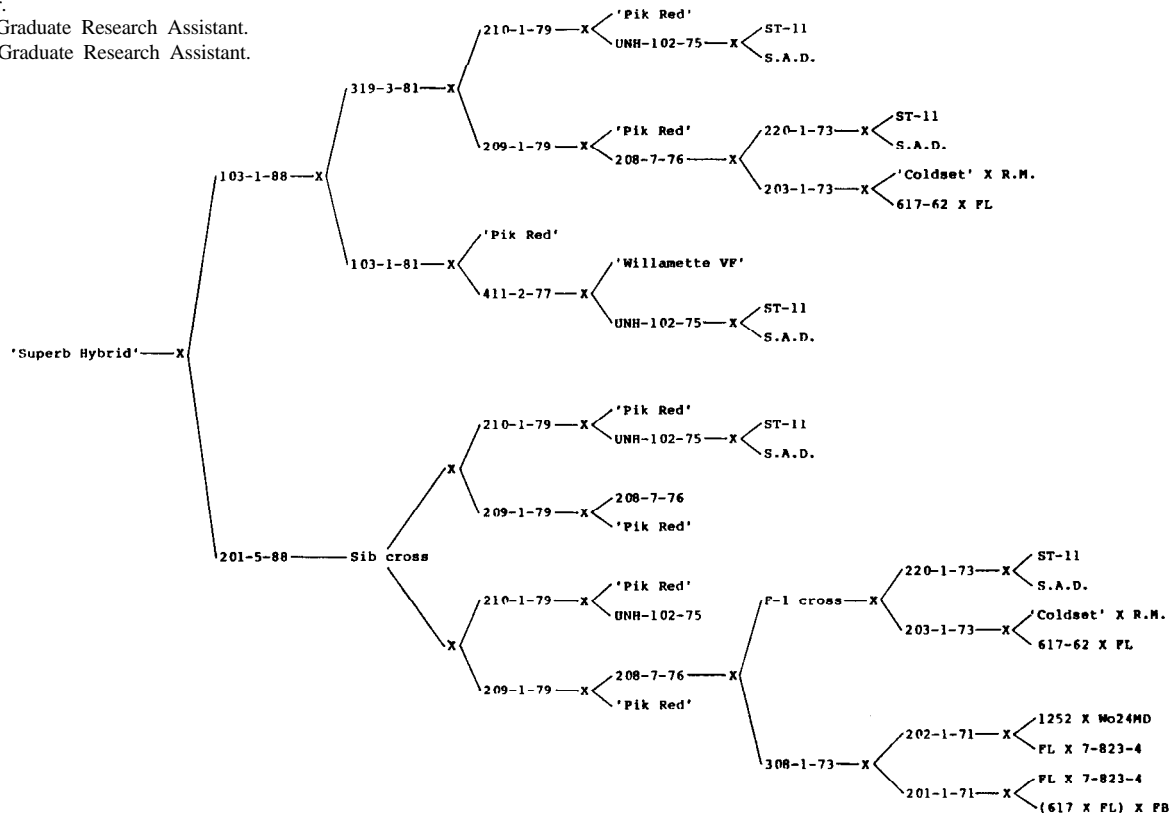 r.
Graduate Research Assistant.
Graduate Research Assistant.
'Pik Red'
210-1-79 X
UNH-102-75 X
ST-11
S.A.D.
319-3-81 X
209-1-79 X
'Pik Red'
208-7-76 X
220-1-73 X
ST-11
S.A.D.
203-1-73 X
'Coldset' X R.M.
617-62 X FL
103-1-88 X
103-1-81 X
'Pik Red'
411-2-77 X
'Willamette VF'
UNH-102-75 X
ST-11
S.A.D.
'Superb Hybrid' X
201-5-88 Sib cross
X
210-1-79 X
'Pik Red'
UNH-102-75 X
ST-11
S.A.D.
209-1-79 X
208-7-76
'Pik Red'
X
210-1-79 X
'Pik Red'
UNH-102-75
209-1-79 X
208-7-76 X
'Pik Red'
F-1 cross X
220-1-73 X
ST-11
S.A.D.
203-1-73 X
'Coldset' X R.M.
617-62 X FL
308-1-73 X
202-1-71 X
1252 X Wo24MD
FL X 7-823-4
201-1-71 X
FL X 7-823-4
(617 X FL) X FB